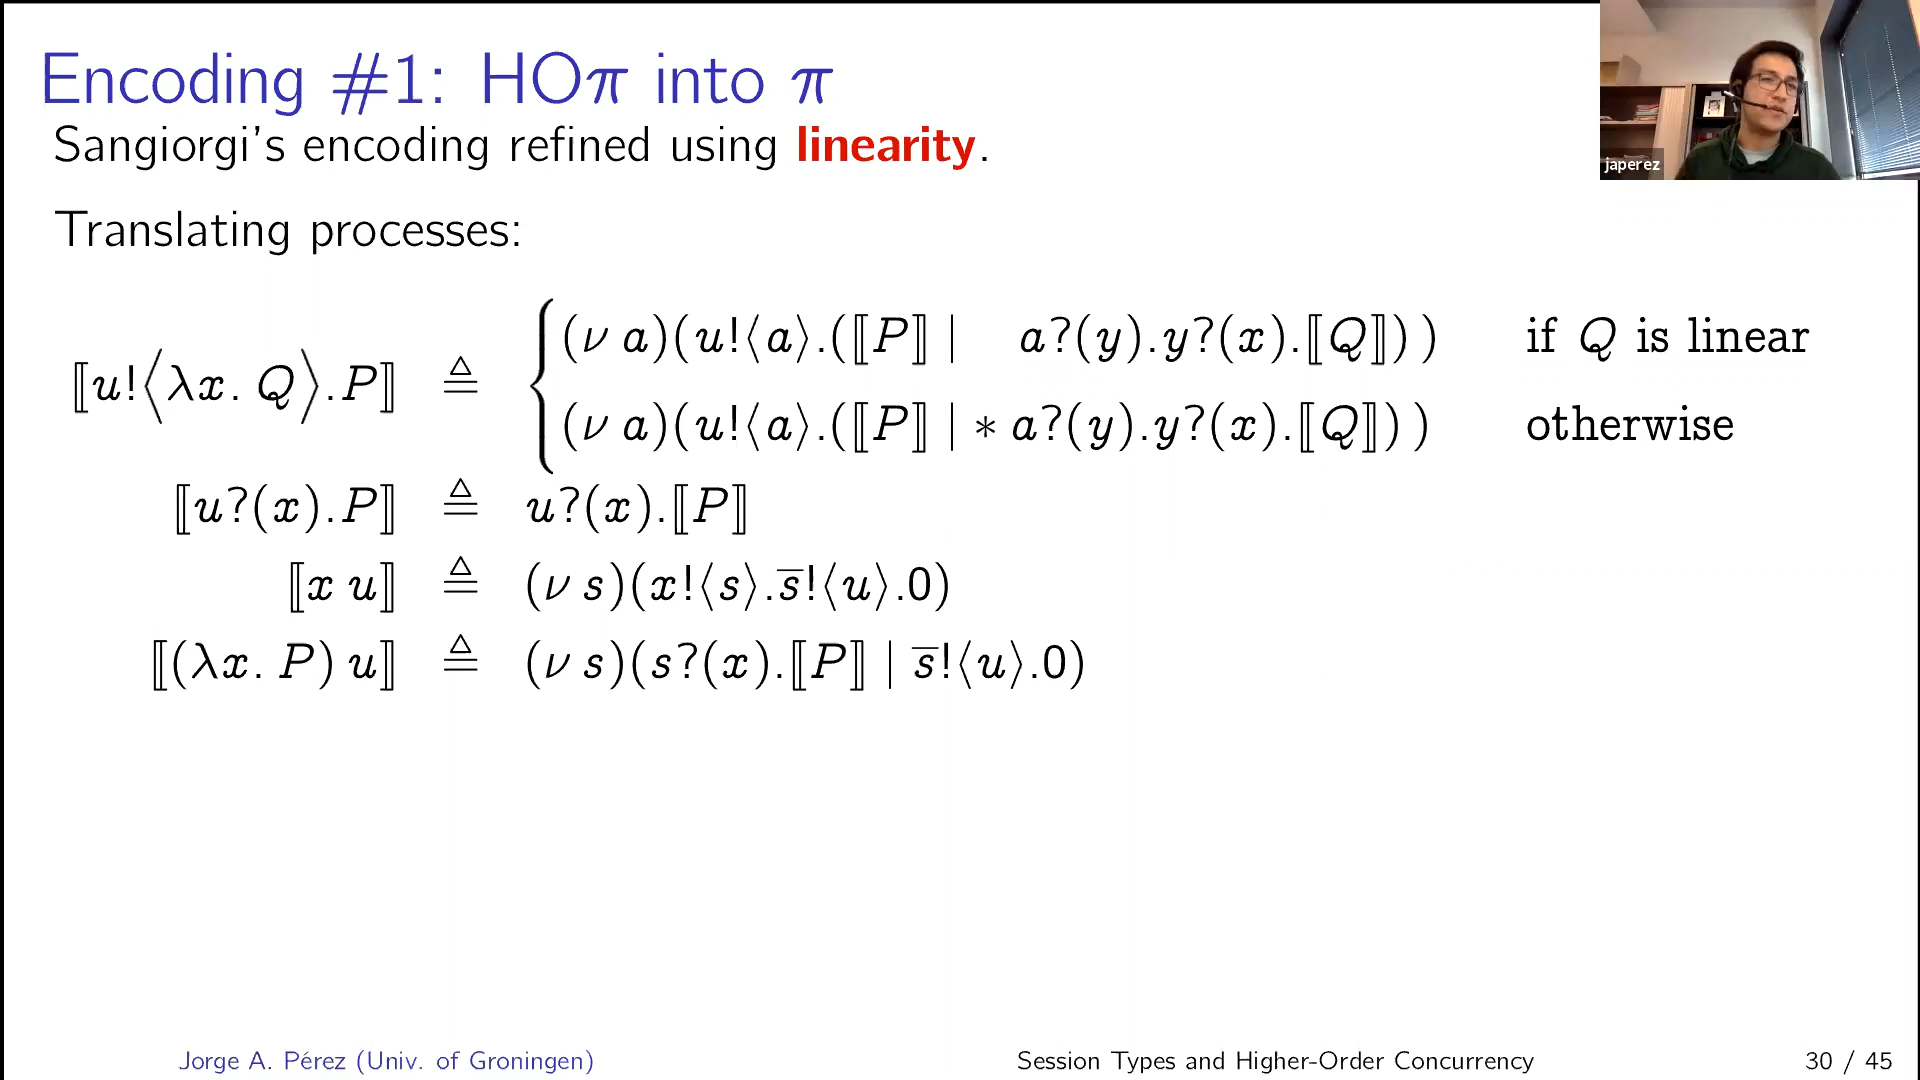 Encoding #1: HOπ into π
japerez
Sangiorgi's encoding refined using linearity.
Translating processes:
⟦u!⟨λx. Q⟩.P⟧ ≜ { (ν a)(u!⟨a⟩.(⟦P⟧ | a?(y).y?(x).⟦Q⟧) ) if Q is linear
(ν a)(u!⟨a⟩.(⟦P⟧ | * a?(y).y?(x).⟦Q⟧) ) otherwise
⟦u?(x).P⟧ ≜ u?(x).⟦P⟧
⟦x u⟧ ≜ (ν s)(x!⟨s⟩.s̅!⟨u⟩.0)
⟦(λx. P) u⟧ ≜ (ν s)(s?(x).⟦P⟧ | s̅!⟨u⟩.0)
Jorge A. Pérez (Univ. of Groningen) Session Types and Higher-Order Concurrency 30 / 45